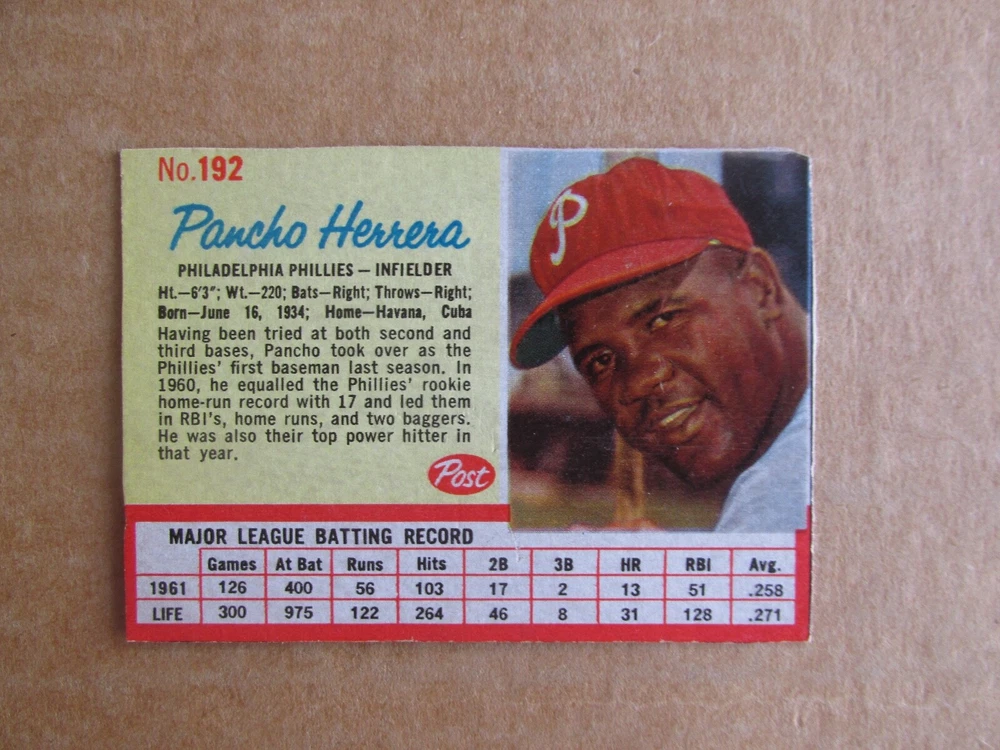 No.192
Pancho Herrera
PHILADELPHIA PHILLIES — INFIELDER
Ht.—6'3"; Wt.—220; Bats—Right; Throws—Right;
Born—June 16, 1934; Home—Havana, Cuba
Having been tried at both second and
third bases, Pancho took over as the
Phillies' first baseman last season. In
1960, he equalled the Phillies' rookie
home-run record with 17 and led them
in RBI's, home runs, and two baggers.
He was also their top power hitter in
that year.
Post
P
MAJOR LEAGUE BATTING RECORD
Games At Bat Runs Hits 2B 3B HR RBI Avg.
1961 126 400 56 103 17 2 13 51 .258
LIFE 300 975 122 264 46 8 31 128 .271